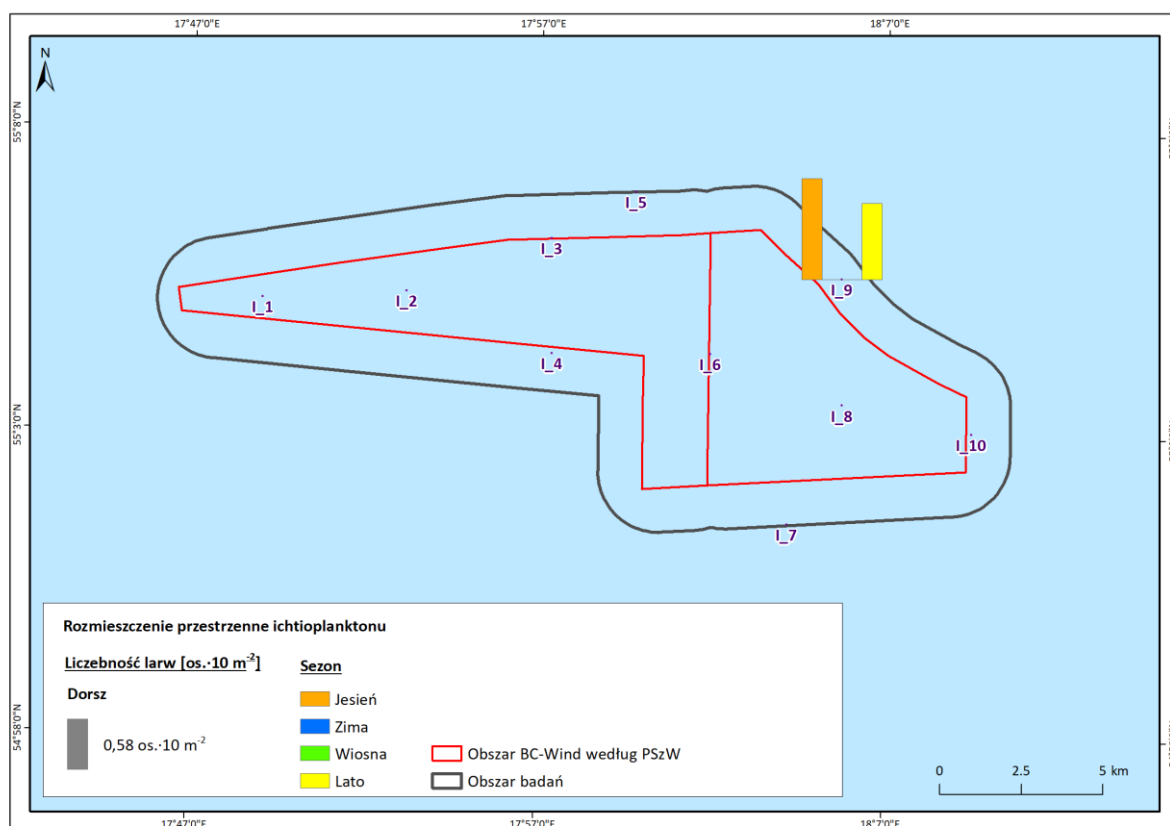 17°47'0"E 17°57'0"E 18°7'0"E
N
55°8'0"N
I_5
I_3
I_9
I_2
I_1
I_4
I_6
I_8
55°3'0"N
I_10
I_7
Rozmieszczenie przestrzenne ichtioplanktonu
Liczebność larw [os.·10 m⁻²] Sezon
Dorsz
Jesień
0,58 os.·10 m⁻²
Zima
Wiosna Obszar BC-Wind według PSzW
Lato Obszar badań
0 2.5 5 km
54°58'0"N
17°47'0"E 17°57'0"E 18°7'0"E